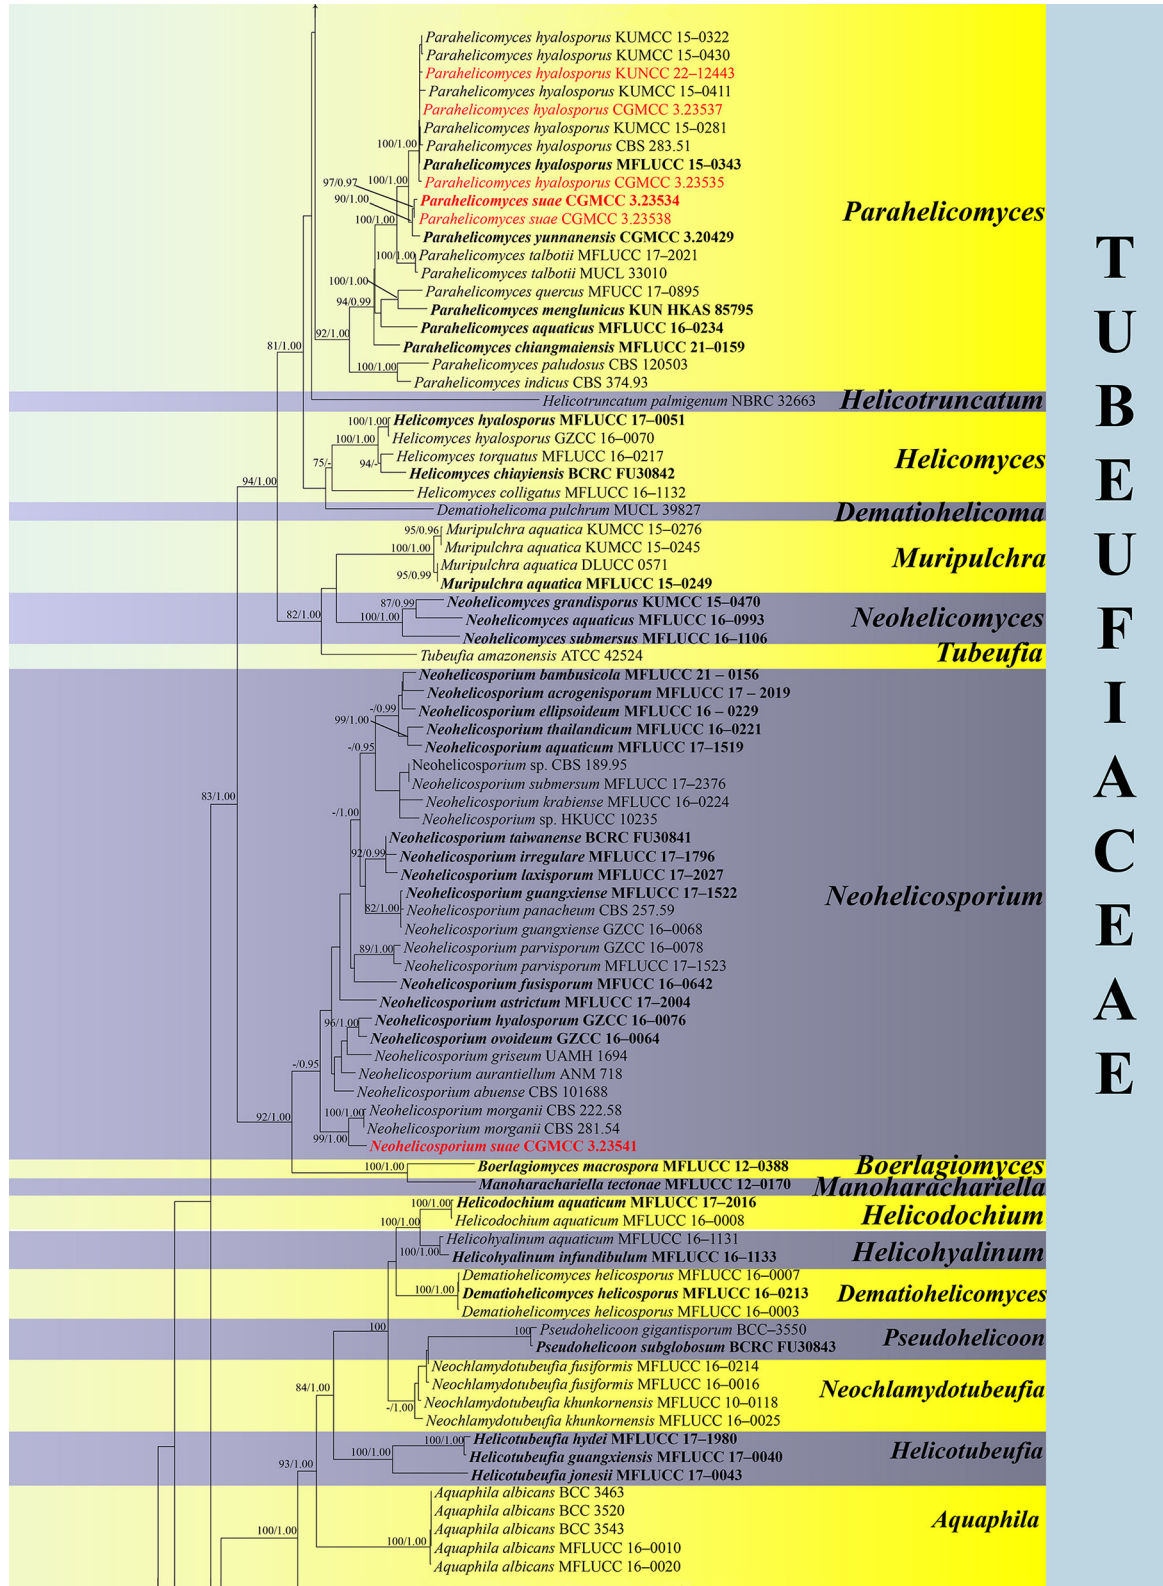 Parahelicomyces hyalosporus KUMCC 15–0322
Parahelicomyces hyalosporus KUMCC 15–0430
Parahelicomyces hyalosporus KUNCC 22–12443
Parahelicomyces hyalosporus KUMCC 15–0411
Parahelicomyces hyalosporus CGMCC 3.23537
Parahelicomyces hyalosporus KUMCC 15–0281
100/1.00
Parahelicomyces hyalosporus CBS 283.51
Parahelicomyces hyalosporus MFLUCC 15–0343
97/0.97
100/1.00
Parahelicomyces hyalosporus CGMCC 3.23535
90/1.00
Parahelicomyces suae CGMCC 3.23534
100/1.00
Parahelicomyces suae CGMCC 3.23538
Parahelicomyces
Parahelicomyces yunnanensis CGMCC 3.20429
100/1.00
Parahelicomyces talbotii MFLUCC 17–2021
Parahelicomyces talbotii MUCL 33010
100/1.00
Parahelicomyces quercus MFUCC 17–0895
94/0.99
Parahelicomyces menglunicus KUN HKAS 85795
Parahelicomyces aquaticus MFLUCC 16–0234
81/1.00
92/1.00
Parahelicomyces chiangmaiensis MFLUCC 21–0159
100/1.00
Parahelicomyces paludosus CBS 120503
Parahelicomyces indicus CBS 374.93
Helicotruncatum palmigenum NBRC 32663
Helicotruncatum
100/1.00
Helicomyces hyalosporus MFLUCC 17–0051
100/1.00
Helicomyces hyalosporus GZCC 16–0070
75/-
94/-
Helicomyces torquatus MFLUCC 16–0217
Helicomyces
Helicomyces chiayiensis BCRC FU30842
94/1.00
Helicomyces colligatus MFLUCC 16–1132
Dematiohelicoma pulchrum MUCL 39827
Dematiohelicoma
95/0.96
Muripulchra aquatica KUMCC 15–0276
100/1.00
Muripulchra aquatica KUMCC 15–0245
Muripulchra
95/0.99
Muripulchra aquatica DLUCC 0571
Muripulchra aquatica MFLUCC 15–0249
87/0.99
Neohelicomyces grandisporus KUMCC 15–0470
82/1.00
100/1.00
Neohelicomyces aquaticus MFLUCC 16–0993
Neohelicomyces
Neohelicomyces submersus MFLUCC 16–1106
Tubeufia amazonensis ATCC 42524
Tubeufia
Neohelicosporium bambusicola MFLUCC 21 – 0156
Neohelicosporium acrogenisporum MFLUCC 17 – 2019
-/0.99
Neohelicosporium ellipsoideum MFLUCC 16 – 0229
99/1.00
Neohelicosporium thailandicum MFLUCC 16–0221
-/0.95
Neohelicosporium aquaticum MFLUCC 17–1519
Neohelicosporium sp. CBS 189.95
Neohelicosporium submersum MFLUCC 17–2376
83/1.00
Neohelicosporium krabiense MFLUCC 16–0224
-/1.00
Neohelicosporium sp. HKUCC 10235
Neohelicosporium taiwanense BCRC FU30841
92/0.99
Neohelicosporium irregulare MFLUCC 17–1796
Neohelicosporium laxisporum MFLUCC 17–2027
Neohelicosporium guangxiense MFLUCC 17–1522
Neohelicosporium
82/1.00
Neohelicosporium panacheum CBS 257.59
Neohelicosporium guangxiense GZCC 16–0068
89/1.00
Neohelicosporium parvisporum GZCC 16–0078
Neohelicosporium parvisporum MFLUCC 17–1523
Neohelicosporium fusisporum MFUCC 16–0642
Neohelicosporium astrictum MFLUCC 17–2004
96/1.00
Neohelicosporium hyalosporum GZCC 16–0076
Neohelicosporium ovoideum GZCC 16–0064
-/0.95
Neohelicosporium griseum UAMH 1694
Neohelicosporium aurantiellum ANM 718
Neohelicosporium abuense CBS 101688
92/1.00
100/1.00
Neohelicosporium morganii CBS 222.58
99/1.00
Neohelicosporium morganii CBS 281.54
Neohelicosporium suae CGMCC 3.23541
100/1.00
Boerlagiomyces macrospora MFLUCC 12–0388
Boerlagiomyces
Manoharachariella tectonae MFLUCC 12–0170
Manoharachariella
100/1.00
Helicodochium aquaticum MFLUCC 17–2016
100/1.00
Helicodochium aquaticum MFLUCC 16–0008
Helicodochium
Helicohyalinum aquaticum MFLUCC 16–1131
100/1.00
Helicohyalinum infundibulum MFLUCC 16–1133
Helicohyalinum
Dematiohelicomyces helicosporus MFLUCC 16–0007
100/1.00
Dematiohelicomyces helicosporus MFLUCC 16–0213
Dematiohelicomyces
Dematiohelicomyces helicosporus MFLUCC 16–0003
100
100
Pseudohelicoon gigantisporum BCC–3550
Pseudohelicoon
Pseudohelicoon subglobosum BCRC FU30843
Neochlamydotubeufia fusiformis MFLUCC 16–0214
84/1.00
Neochlamydotubeufia fusiformis MFLUCC 16–0016
Neochlamydotubeufia
-/1.00
Neochlamydotubeufia khunkornensis MFLUCC 10–0118
Neochlamydotubeufia khunkornensis MFLUCC 16–0025
100/1.00
Helicotubeufia hydei MFLUCC 17–1980
100/1.00
Helicotubeufia guangxiensis MFLUCC 17–0040
Helicotubeufia
93/1.00
Helicotubeufia jonesii MFLUCC 17–0043
Aquaphila albicans BCC 3463
Aquaphila albicans BCC 3520
Aquaphila
100/1.00
Aquaphila albicans BCC 3543
100/1.00
Aquaphila albicans MFLUCC 16–0010
Aquaphila albicans MFLUCC 16–0020
T
U
B
E
U
F
I
A
C
E
A
E